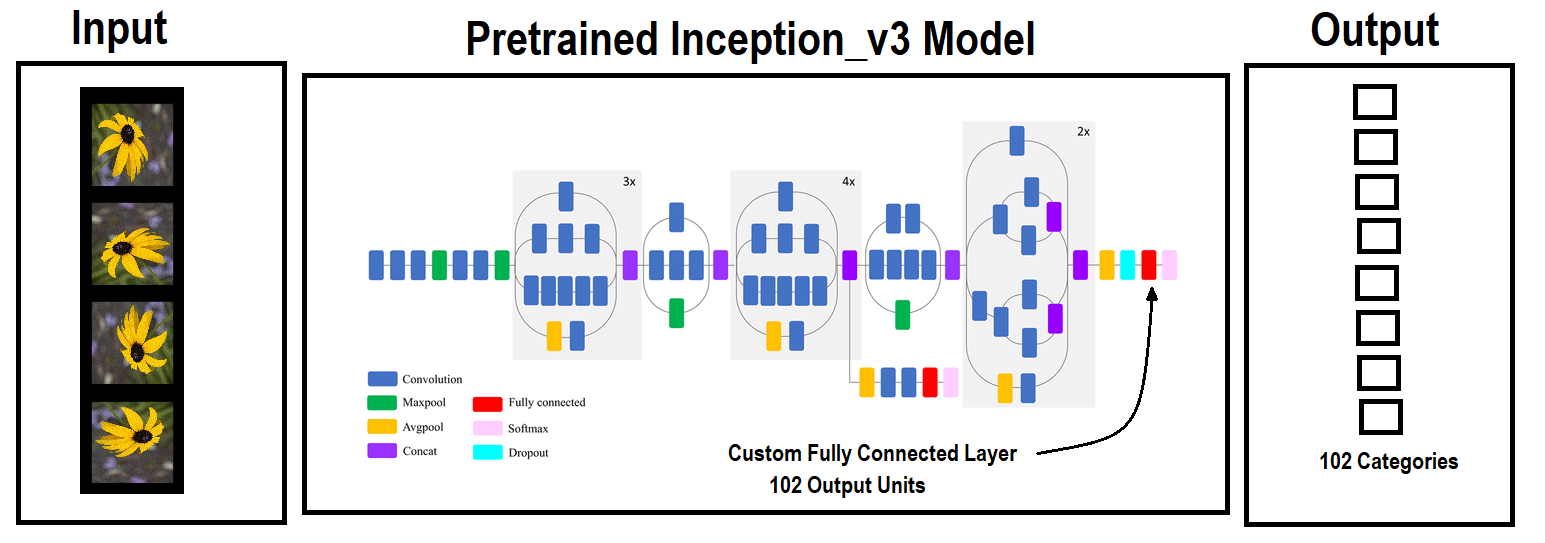 Input
Pretrained Inception_v3 Model
Output
2x
3x
4x
Convolution
Maxpool
Fully connected
Avgpool
Softmax
Concat
Dropout
Custom Fully Connected Layer
102 Output Units
102 Categories